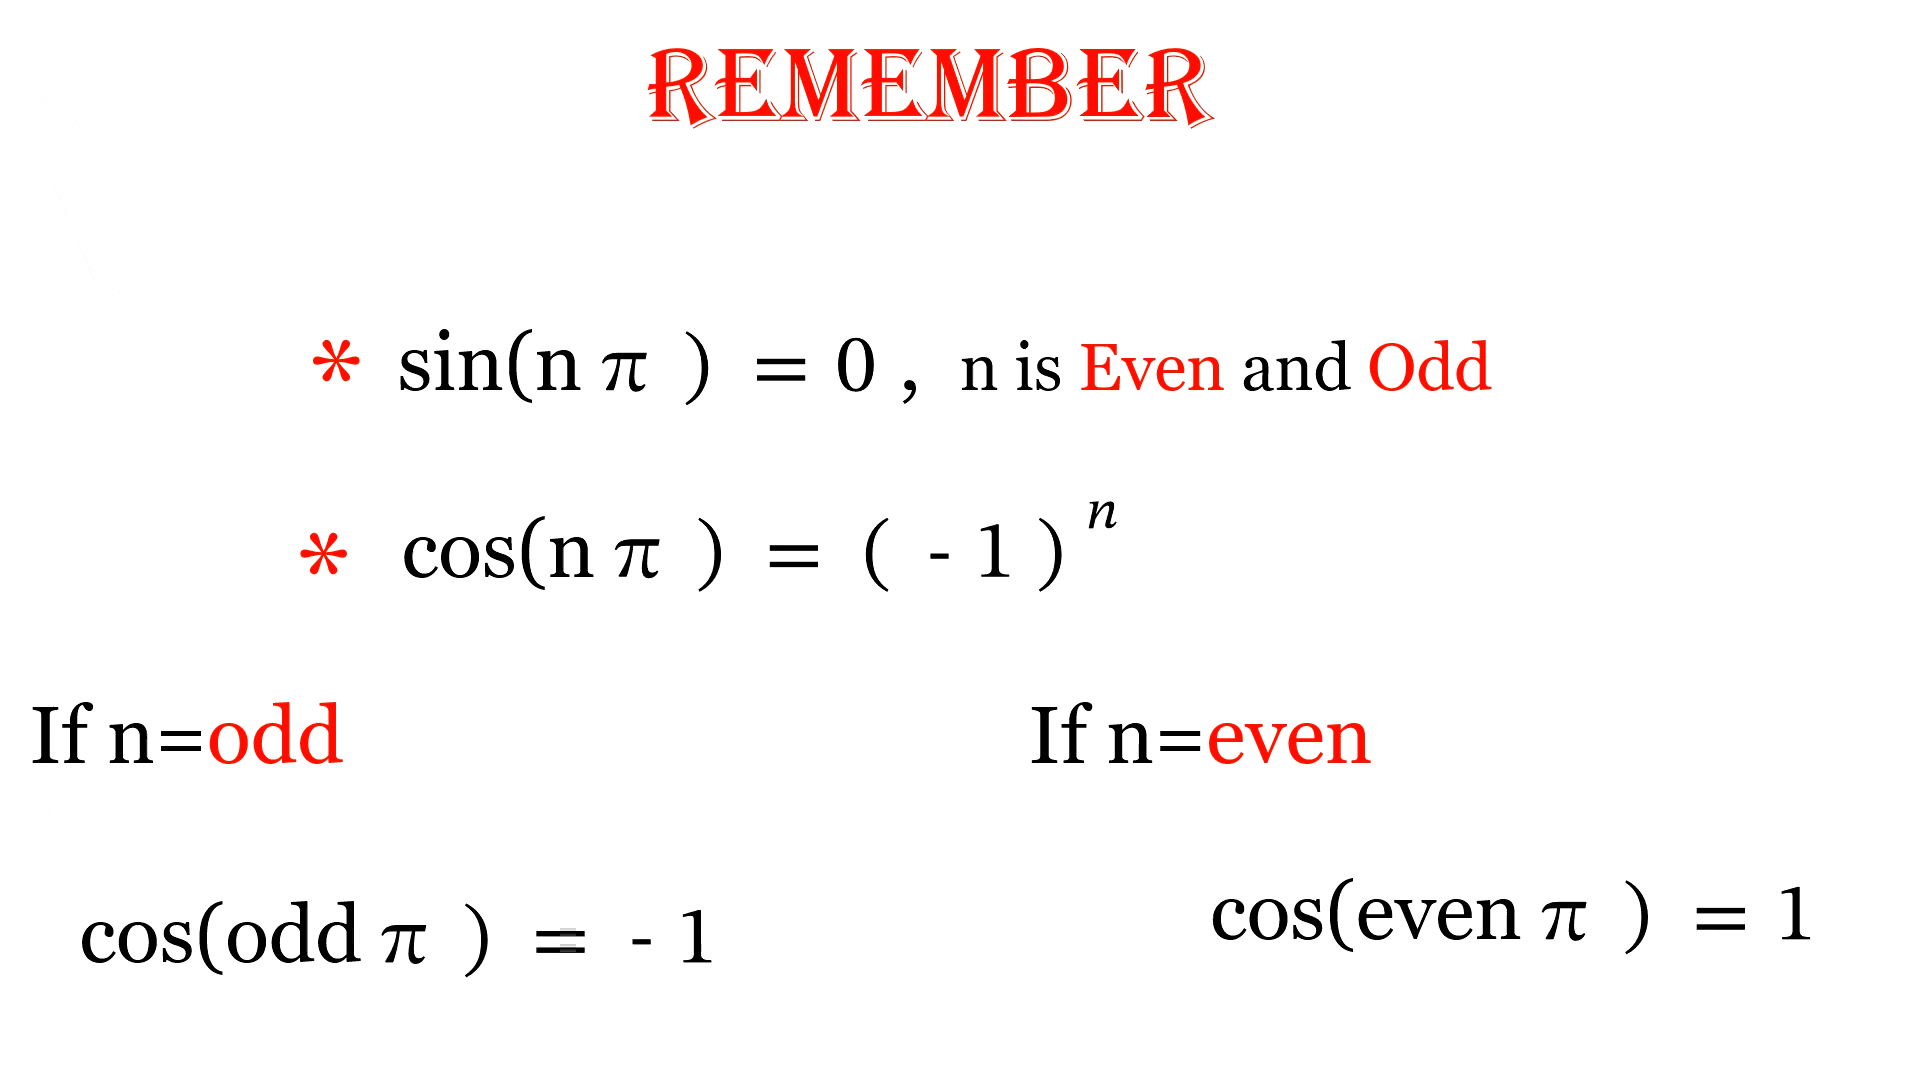 REMEMBER
* sin(n π ) = 0 , n is Even and Odd
* cos(n π ) = ( - 1 ) ⁿ
If n=odd If n=even
cos(odd π ) = - 1 cos(even π ) = 1